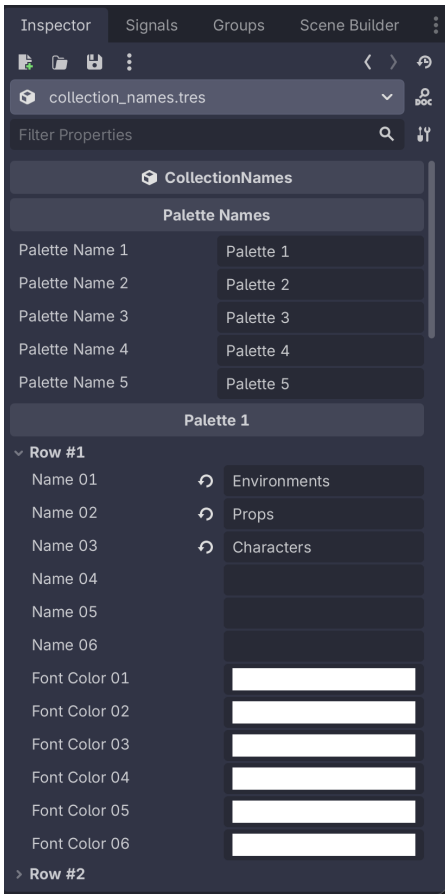 Inspector Signals Groups Scene Builder
collection_names.tres
DOC
Filter Properties
CollectionNames
Palette Names
Palette Name 1 Palette 1
Palette Name 2 Palette 2
Palette Name 3 Palette 3
Palette Name 4 Palette 4
Palette Name 5 Palette 5
Palette 1
Row #1
Name 01 Environments
Name 02 Props
Name 03 Characters
Name 04
Name 05
Name 06
Font Color 01
Font Color 02
Font Color 03
Font Color 04
Font Color 05
Font Color 06
Row #2